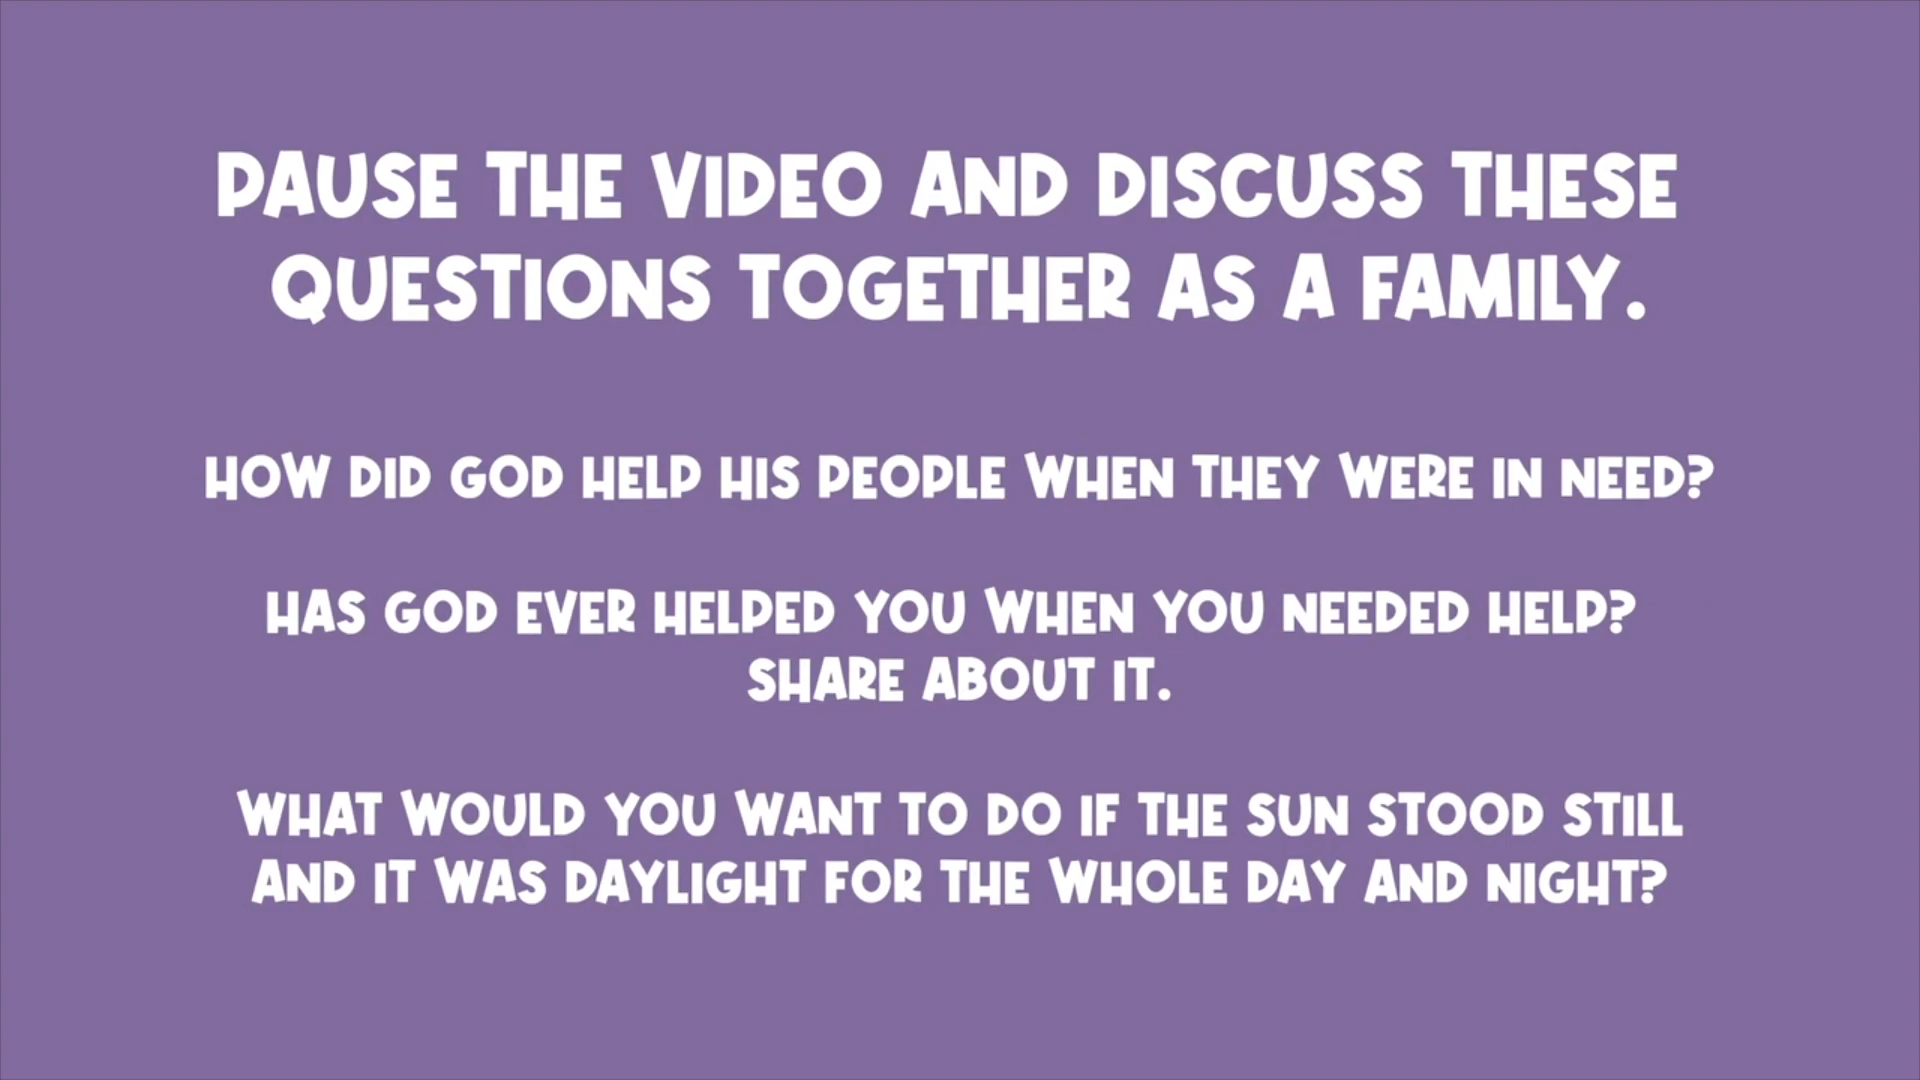 PAUSE THE VIDEO AND DISCUSS THESE
QUESTIONS TOGETHER AS A FAMILY.
HOW DID GOD HELP HIS PEOPLE WHEN THEY WERE IN NEED?
HAS GOD EVER HELPED YOU WHEN YOU NEEDED HELP?
SHARE ABOUT IT.
WHAT WOULD YOU WANT TO DO IF THE SUN STOOD STILL
AND IT WAS DAYLIGHT FOR THE WHOLE DAY AND NIGHT?